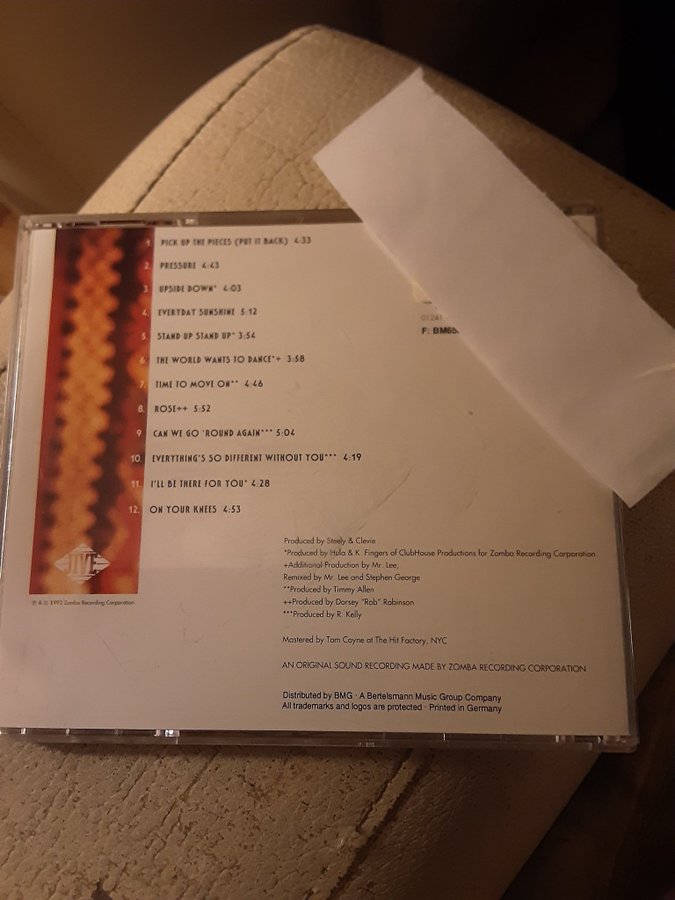 1. PICK UP THE PIECES (PUT IT BACK) 4:33
2. PRESSURE 4:43
3. UPSIDE DOWN* 4:03
4. EVERYDAY SUNSHINE 5:12
5. STAND UP STAND UP* 3:54
6. THE WORLD WANTS TO DANCE*+ 3:58
7. TIME TO MOVE ON** 4:46
8. ROSE++ 5:52
9. CAN WE GO 'ROUND AGAIN*** 5:04
10. EVERYTHING'S SO DIFFERENT WITHOUT YOU*** 4:19
11. I'LL BE THERE FOR YOU* 4:28
12. ON YOUR KNEES 4:53
F: BM65
JIVE
℗ & © 1992 Zomba Recording Corporation
Produced by Steely & Clevie
*Produced by Hula & K. Fingers of ClubHouse Productions for Zomba Recording Corporation
+Additional Production by Mr. Lee;
Remixed by Mr. Lee and Stephen George
**Produced by Timmy Allen
++Produced by Dorsey "Rob" Robinson
***Produced by R. Kelly
Mastered by Tom Coyne at The Hit Factory, NYC
AN ORIGINAL SOUND RECORDING MADE BY ZOMBA RECORDING CORPORATION
Distributed by BMG · A Bertelsmann Music Group Company
All trademarks and logos are protected · Printed in Germany